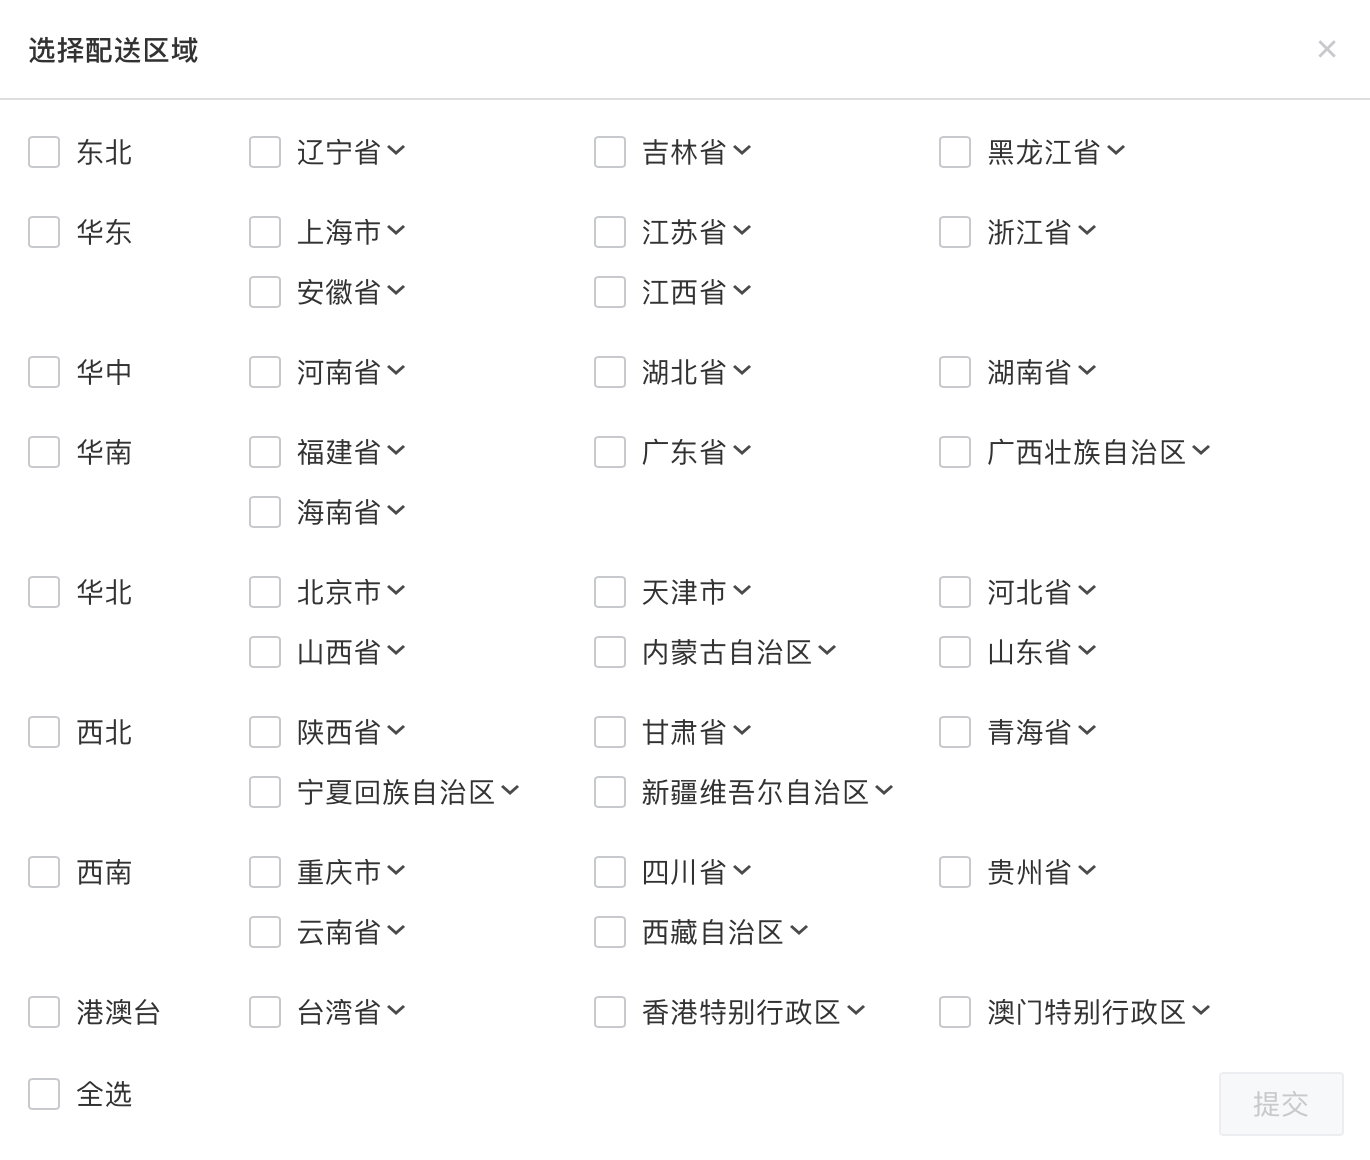 选择配送区域
东北 辽宁省 吉林省 黑龙江省
华东 上海市 江苏省 浙江省
安徽省 江西省
华中 河南省 湖北省 湖南省
华南 福建省 广东省 广西壮族自治区
海南省
华北 北京市 天津市 河北省
山西省 内蒙古自治区 山东省
西北 陕西省 甘肃省 青海省
宁夏回族自治区 新疆维吾尔自治区
西南 重庆市 四川省 贵州省
云南省 西藏自治区
港澳台 台湾省 香港特别行政区 澳门特别行政区
全选
提交